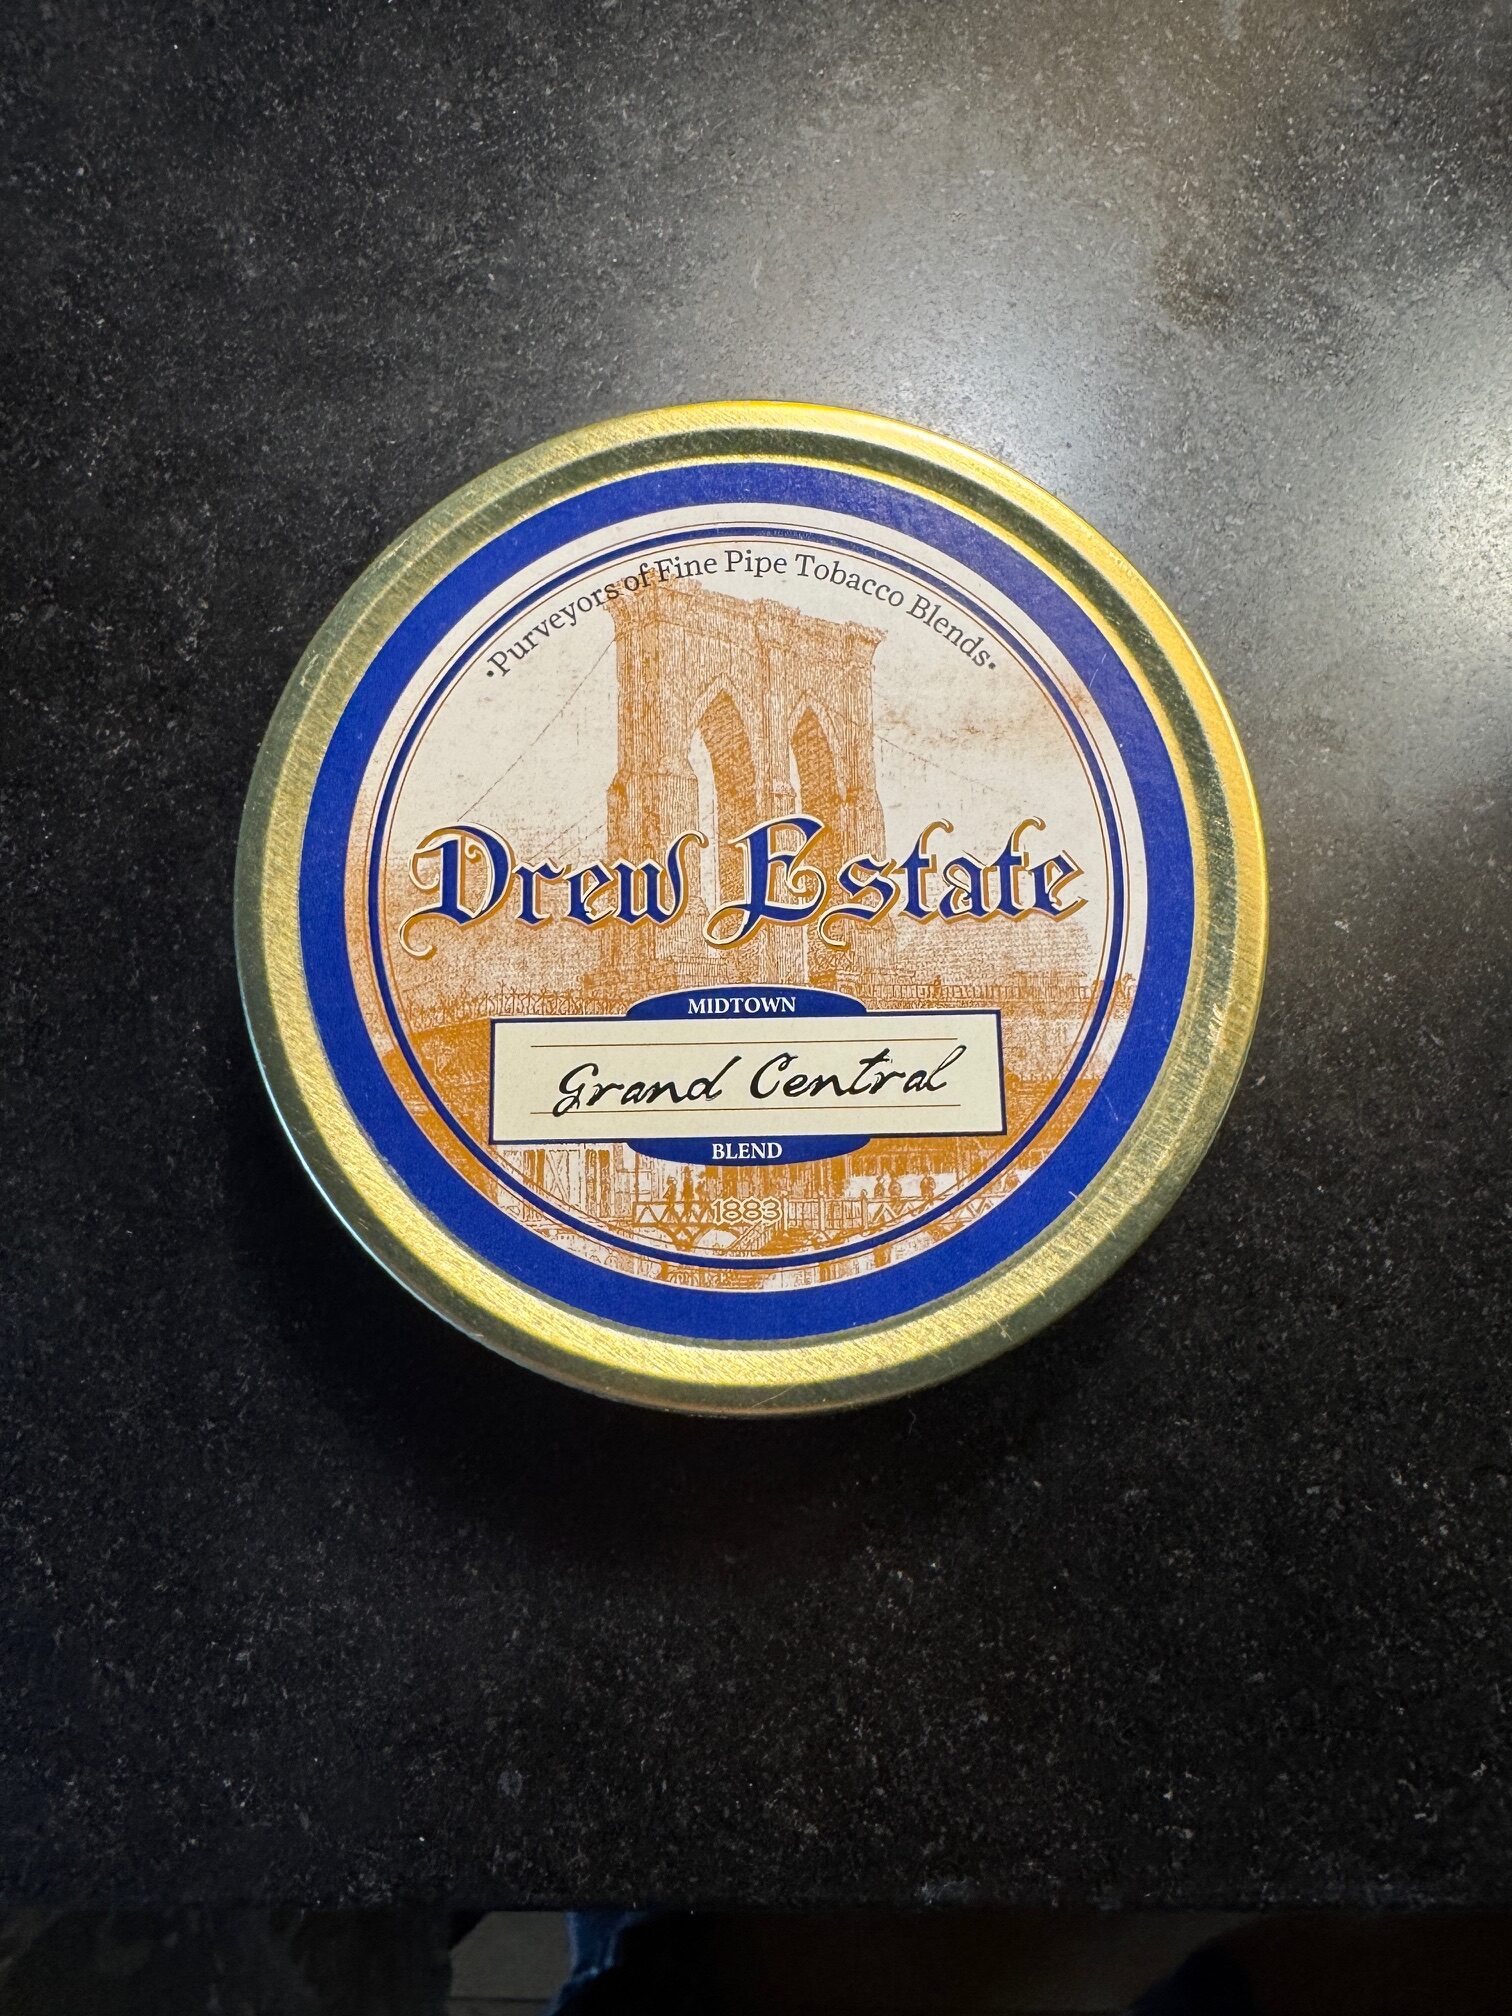 ·Purveyors of Fine Pipe Tobacco Blends·
Drew Estate
MIDTOWN
Grand Central
BLEND
1883